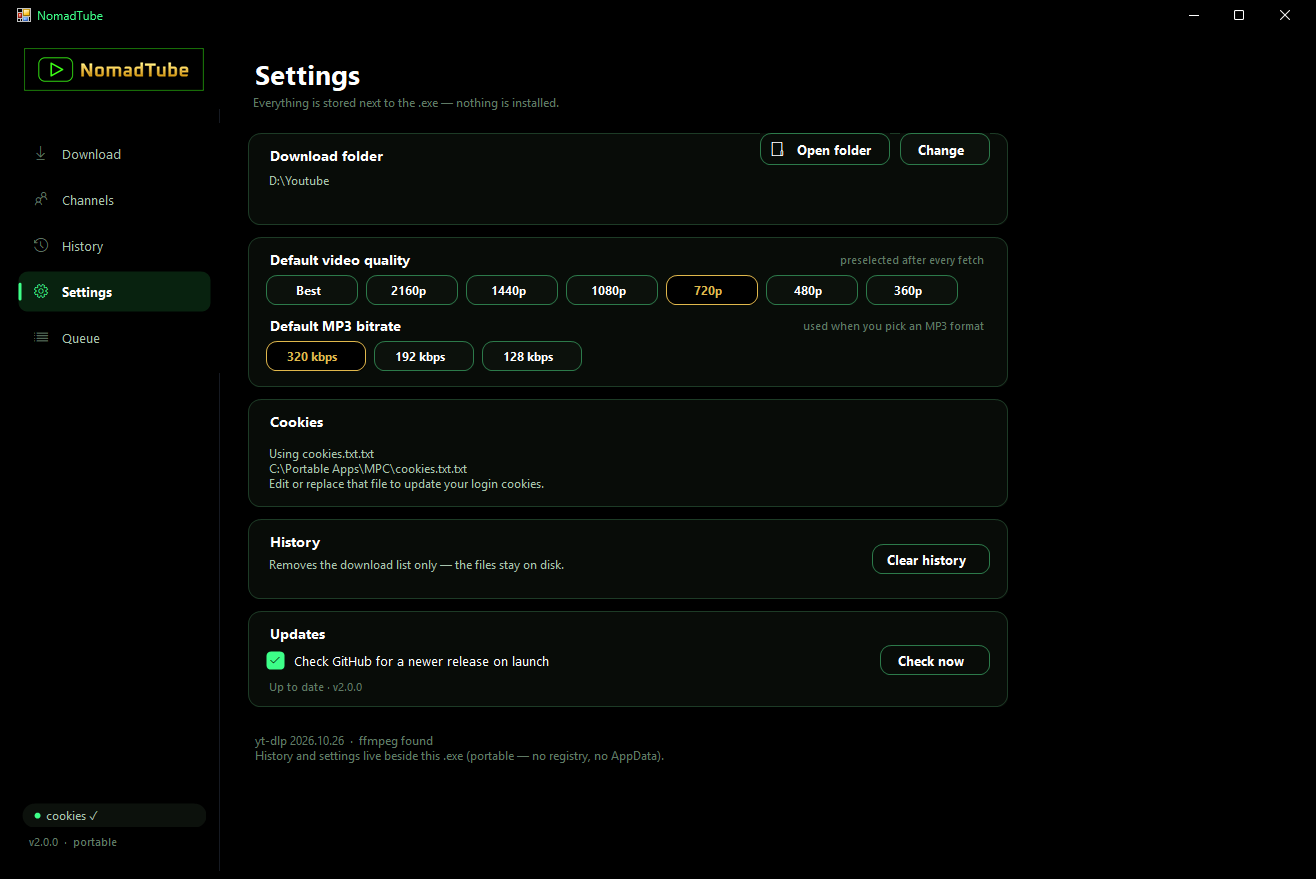 NomadTube
NomadTube
Download
Channels
History
Settings
Queue
cookies ✓
v2.0.0 · portable
Settings
Everything is stored next to the .exe — nothing is installed.
Download folder
Open folder
Change
D:\Youtube
Default video quality
preselected after every fetch
Best
2160p
1440p
1080p
720p
480p
360p
Default MP3 bitrate
used when you pick an MP3 format
320 kbps
192 kbps
128 kbps
Cookies
Using cookies.txt.txt
C:\Portable Apps\MPC\cookies.txt.txt
Edit or replace that file to update your login cookies.
History
Removes the download list only — the files stay on disk.
Clear history
Updates
Check GitHub for a newer release on launch
Check now
Up to date · v2.0.0
yt-dlp 2026.10.26 · ffmpeg found
History and settings live beside this .exe (portable — no registry, no AppData).